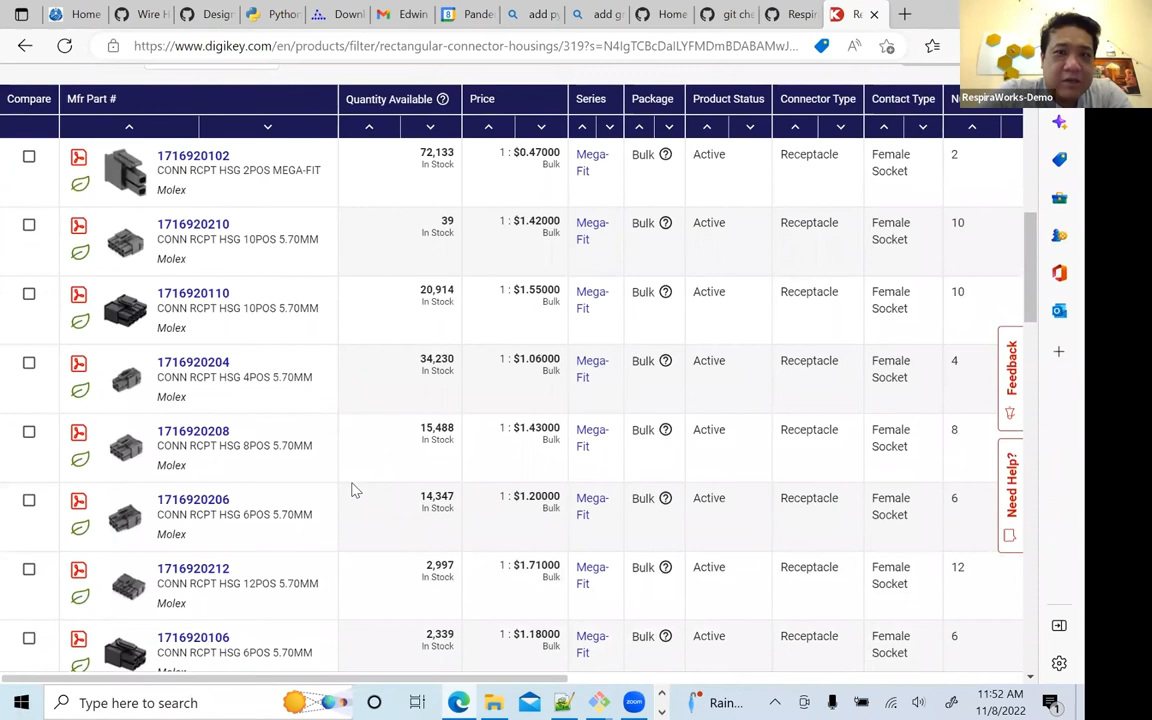 Home
Wire H
Desig
Python
Down
Edwin
Pande
add py
add g
Home
git che
Respir
Re
https://www.digikey.com/en/products/filter/rectangular-connector-housings/319?s=N4IgTCBcDaILYFMDmBDABAMwJ...
RespiraWorks-Demo
Compare Mfr Part # Quantity Available Price Series Package Product Status Connector Type Contact Type N
1716920102
CONN RCPT HSG 2POS MEGA-FIT
Molex
72,133
In Stock
1 : $0.47000
Bulk
Mega-
Fit
Bulk
Active
Receptacle
Female
Socket
2
1716920210
CONN RCPT HSG 10POS 5.70MM
Molex
39
In Stock
1 : $1.42000
Bulk
Mega-
Fit
Bulk
Active
Receptacle
Female
Socket
10
1716920110
CONN RCPT HSG 10POS 5.70MM
Molex
20,914
In Stock
1 : $1.55000
Bulk
Mega-
Fit
Bulk
Active
Receptacle
Female
Socket
10
1716920204
CONN RCPT HSG 4POS 5.70MM
Molex
34,230
In Stock
1 : $1.06000
Bulk
Mega-
Fit
Bulk
Active
Receptacle
Female
Socket
4
1716920208
CONN RCPT HSG 8POS 5.70MM
Molex
15,488
In Stock
1 : $1.43000
Bulk
Mega-
Fit
Bulk
Active
Receptacle
Female
Socket
8
1716920206
CONN RCPT HSG 6POS 5.70MM
Molex
14,347
In Stock
1 : $1.20000
Bulk
Mega-
Fit
Bulk
Active
Receptacle
Female
Socket
6
1716920212
CONN RCPT HSG 12POS 5.70MM
Molex
2,997
In Stock
1 : $1.71000
Bulk
Mega-
Fit
Bulk
Active
Receptacle
Female
Socket
12
1716920106
CONN RCPT HSG 6POS 5.70MM
2,339
In Stock
1 : $1.18000
Bulk
Mega-
Fit
Bulk
Active
Receptacle
Female
Socket
6
Feedback
Need Help?
Type here to search
zoom
Rain...
11:52 AM
11/8/2022
1